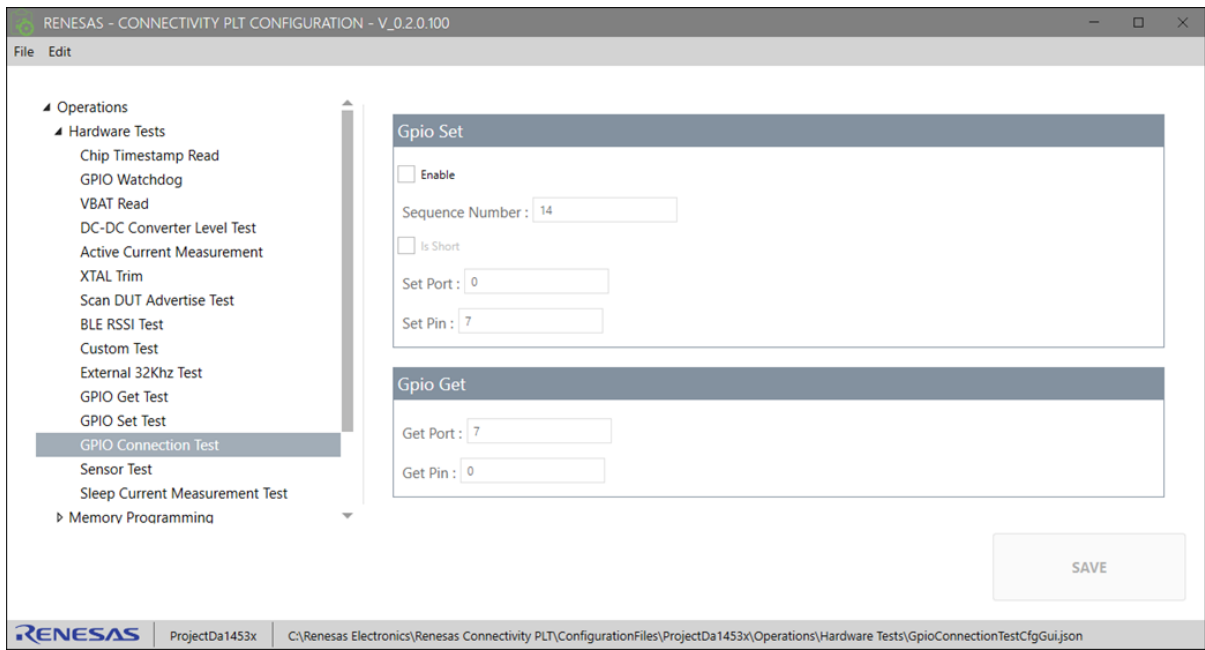 RENESAS - CONNECTIVITY PLT CONFIGURATION - V_0.2.0.100
File Edit
Operations
Hardware Tests
Chip Timestamp Read
GPIO Watchdog
VBAT Read
DC-DC Converter Level Test
Active Current Measurement
XTAL Trim
Scan DUT Advertise Test
BLE RSSI Test
Custom Test
External 32Khz Test
GPIO Get Test
GPIO Set Test
GPIO Connection Test
Sensor Test
Sleep Current Measurement Test
Memory Programming
Gpio Set
Enable
Sequence Number : 14
Is Short
Set Port : 0
Set Pin : 7
Gpio Get
Get Port : 7
Get Pin : 0
SAVE
RENESAS ProjectDa1453x C:\Renesas Electronics\Renesas Connectivity PLT\ConfigurationFiles\ProjectDa1453x\Operations\Hardware Tests\GpioConnectionTestCfgGui.json